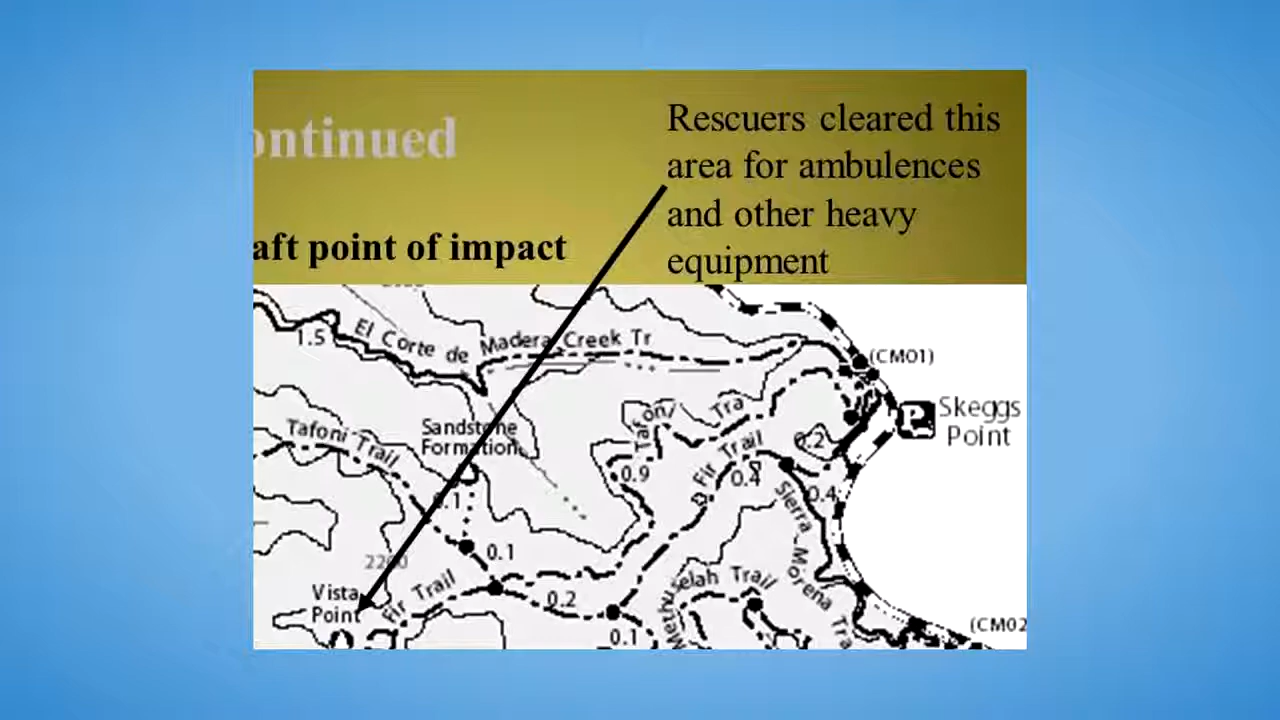 ontinued
Rescuers cleared this
area for ambulences
and other heavy
equipment
aft point of impact
1.5
El Corte de Madera Creek Tr
(CM01)
Skeggs
Point
Tafoni Trail
Sandstone
Formation
Tafoni Tra
Fir Trail
0.2
0.9
0.4
0.4
Sierra Morena Tra
0.1
0.1
2200
Vista
Point
Fir Trail
0.2
0.1
Methuselah Trail
(CM02